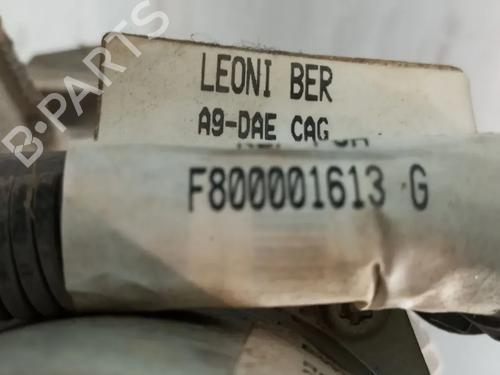 LEONI BER
A9-DAE CAG
F800001613 G
B-PARTS